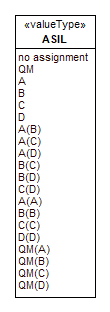 «valueType»
ASIL
no assignment
QM
A
B
C
D
A(B)
A(C)
A(D)
B(C)
B(D)
C(D)
A(A)
B(B)
C(C)
D(D)
QM(A)
QM(B)
QM(C)
QM(D)